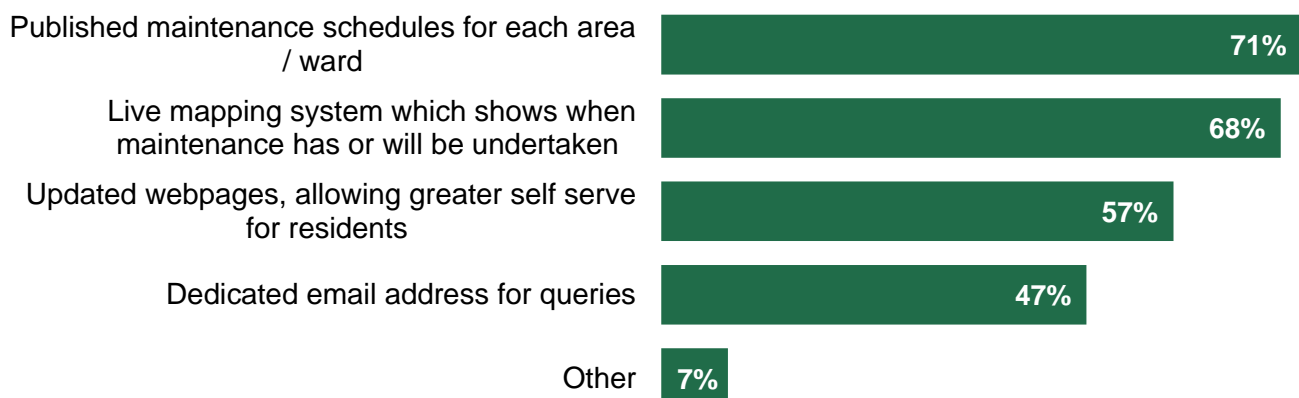 Published maintenance schedules for each area
/ ward
71%
Live mapping system which shows when
maintenance has or will be undertaken
68%
Updated webpages, allowing greater self serve
for residents
57%
Dedicated email address for queries
47%
Other
7%